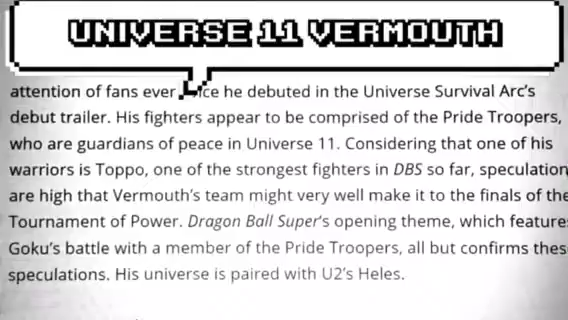 UNIVERSE 11 VERMOUTH
attention of fans ever he debuted in the Universe Survival Arc's
debut trailer. His fighters appear to be comprised of the Pride Troopers,
who are guardians of peace in Universe 11. Considering that one of his
warriors is Toppo, one of the strongest fighters in DBS so far, speculation
are high that Vermouth's team might very well make it to the finals of the
Tournament of Power. Dragon Ball Super's opening theme, which feature
Goku's battle with a member of the Pride Troopers, all but confirms thes
speculations. His universe is paired with U2's Heles.